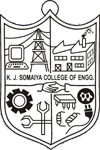 K. J. SOMAIYA COLLEGE OF ENGG.